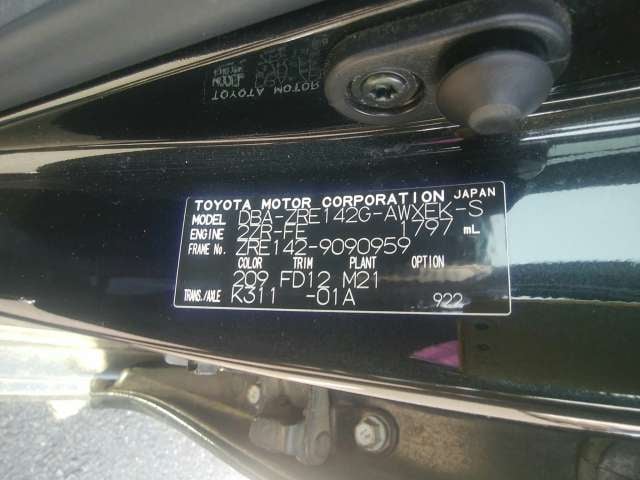 TOYOTA MOTOR CORPORATION JAPAN
MODEL DBA-ZRE142G-AWXEK-S
ENGINE 2ZR-FE 1797 mL
FRAME No. ZRE142-9090959
COLOR TRIM PLANT OPTION
209 FD12 M21
TRANS./AXLE K311 -01A 922